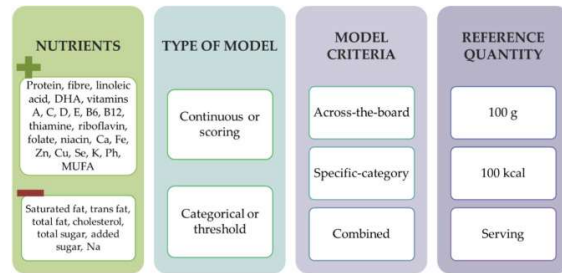 NUTRIENTS
Protein, fibre, linoleic
acid, DHA, vitamins
A, C, D, E, B6, B12,
thiamine, riboflavin,
folate, niacin, Ca, Fe,
Zn, Cu, Se, K, Ph,
MUFA
Saturated fat, trans fat,
total fat, cholesterol,
total sugar, added
sugar, Na
TYPE OF MODEL
Continuous or
scoring
Categorical or
threshold
MODEL
CRITERIA
Across-the-board
Specific-category
Combined
REFERENCE
QUANTITY
100 g
100 kcal
Serving